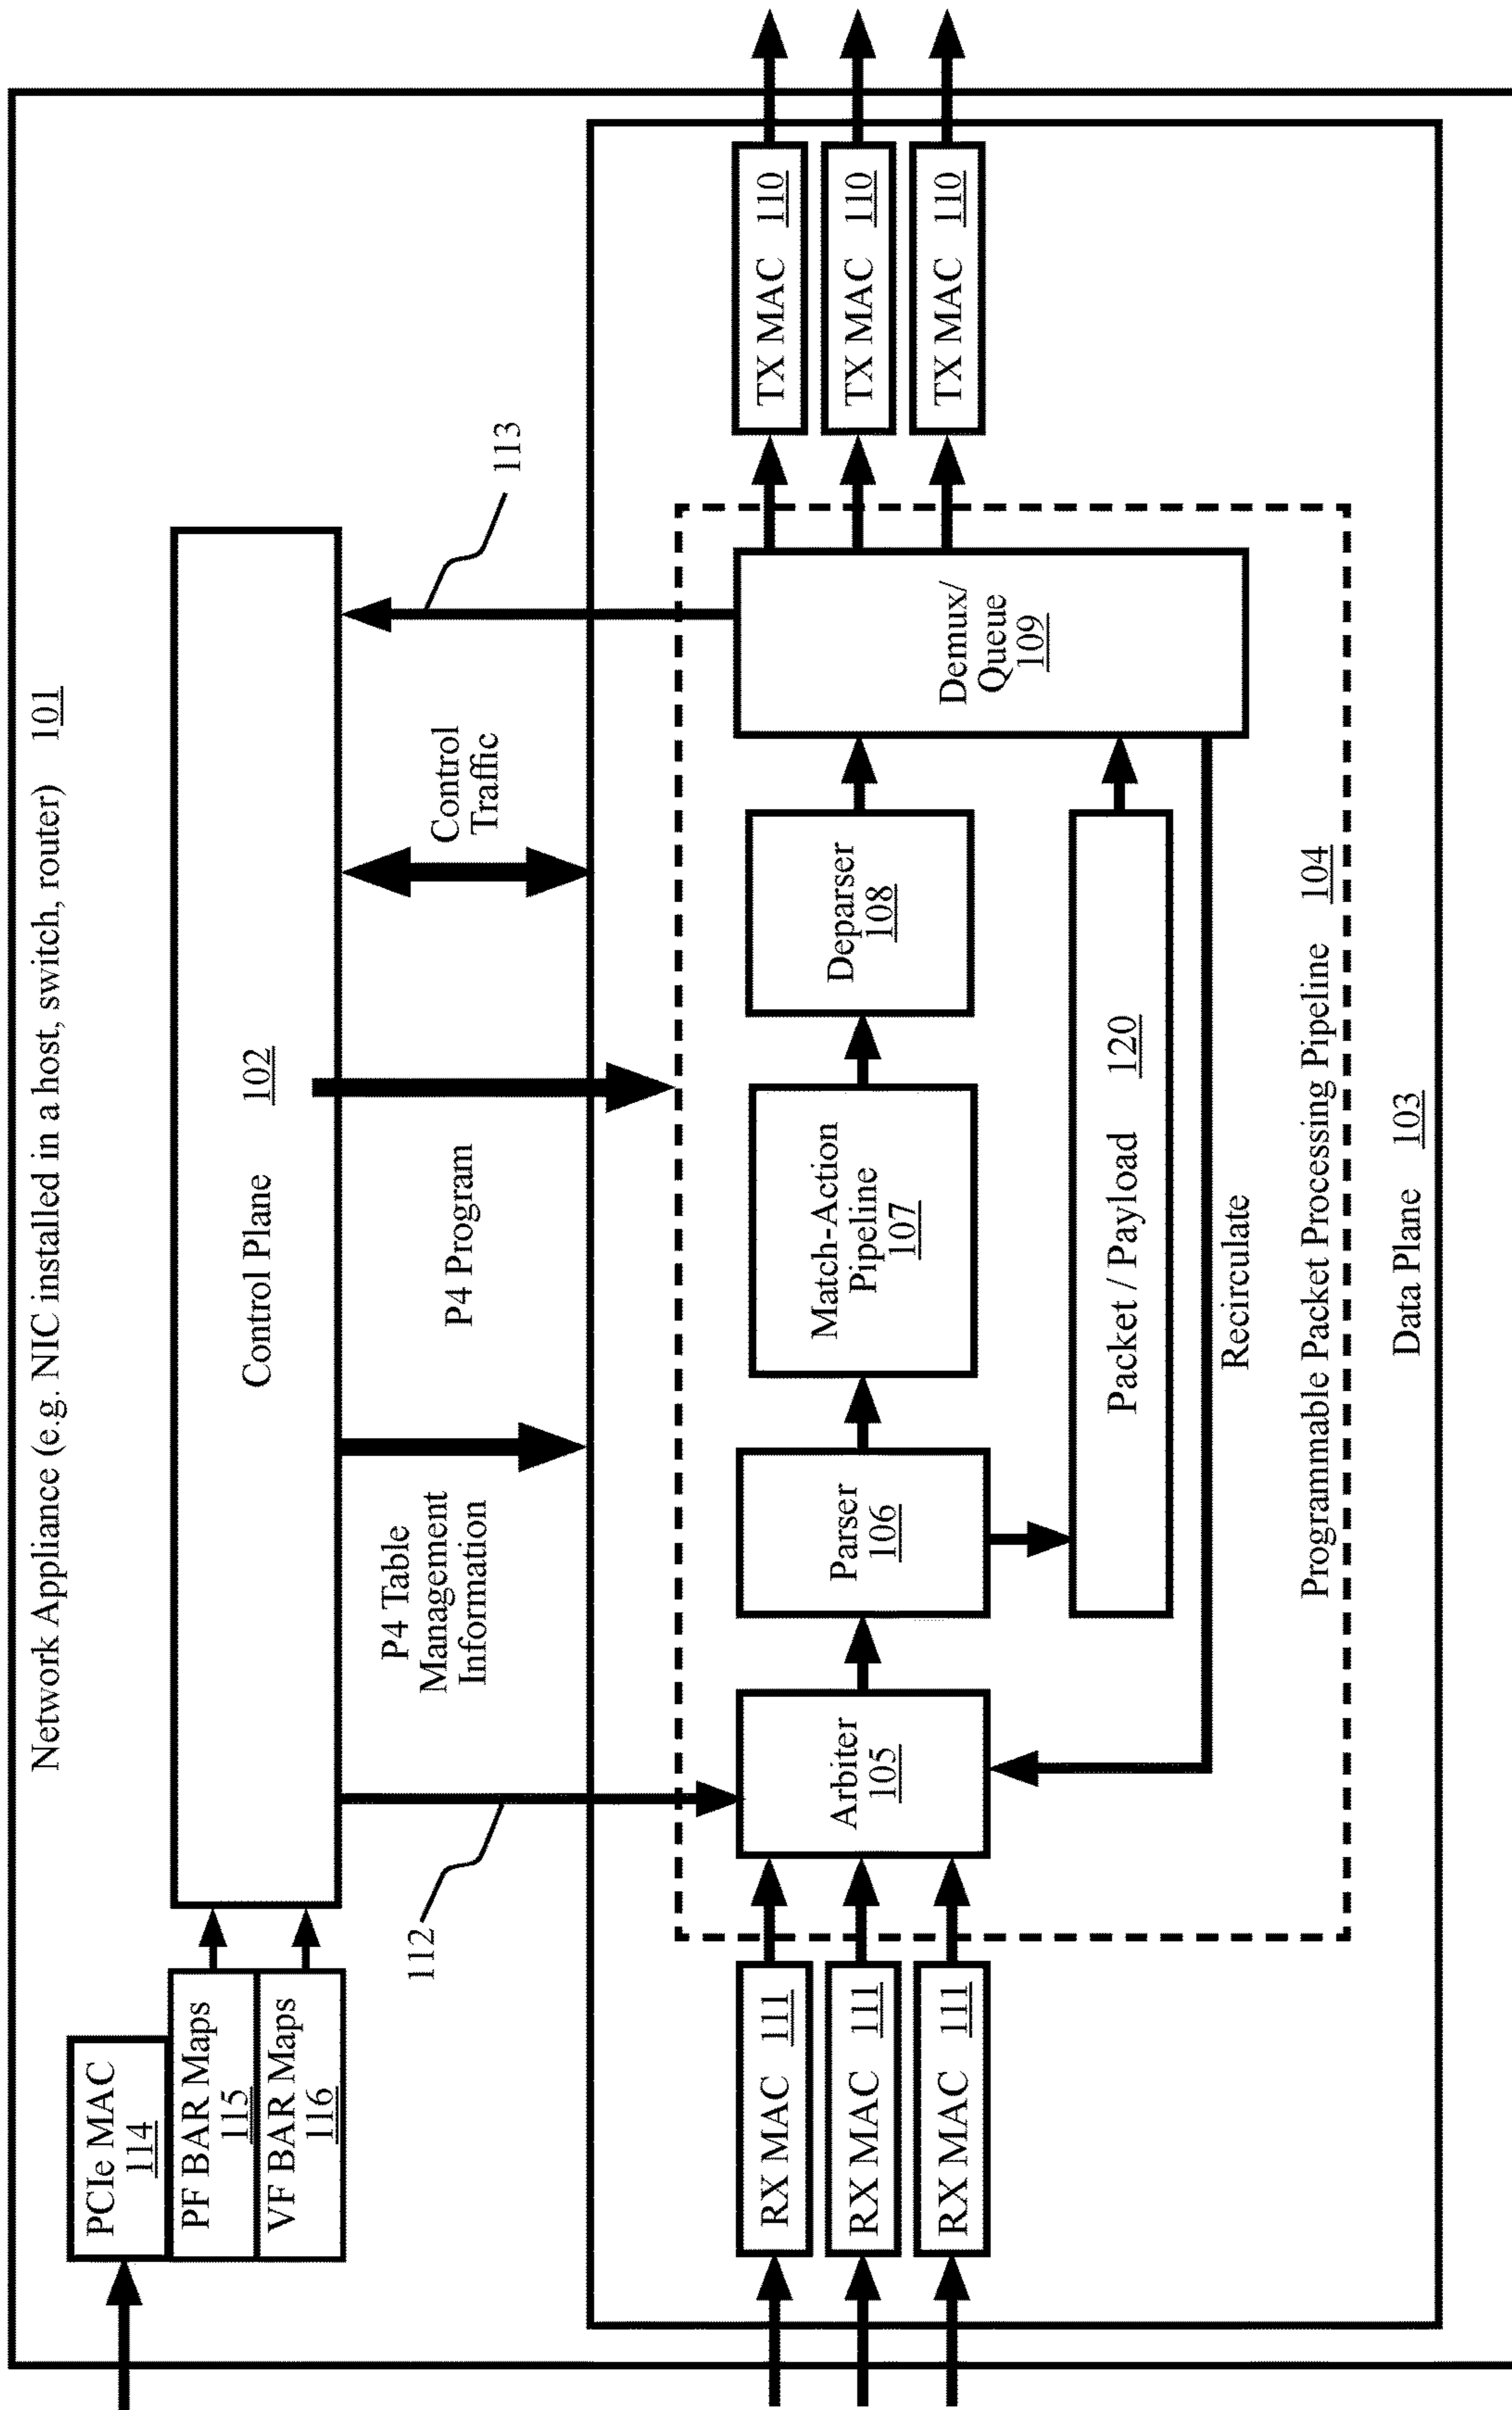 Network Appliance (e.g. NIC installed in a host, switch, router) 101
PCIe MAC
114
PF BAR Maps
115
VF BAR Maps
116
Control Plane 102
112
P4 Table
Management
Information
P4 Program
Control
Traffic
113
RX MAC 111
RX MAC 111
RX MAC 111
Arbiter
105
Parser
106
Match-Action
Pipeline
107
Deparser
108
Demux/
Queue
109
TX MAC 110
TX MAC 110
TX MAC 110
Packet / Payload 120
Recirculate
Programmable Packet Processing Pipeline 104
Data Plane 103